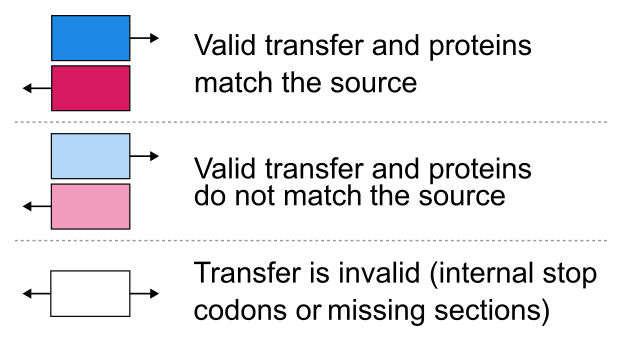 Valid transfer and proteins
match the source
Valid transfer and proteins
do not match the source
Transfer is invalid (internal stop
codons or missing sections)